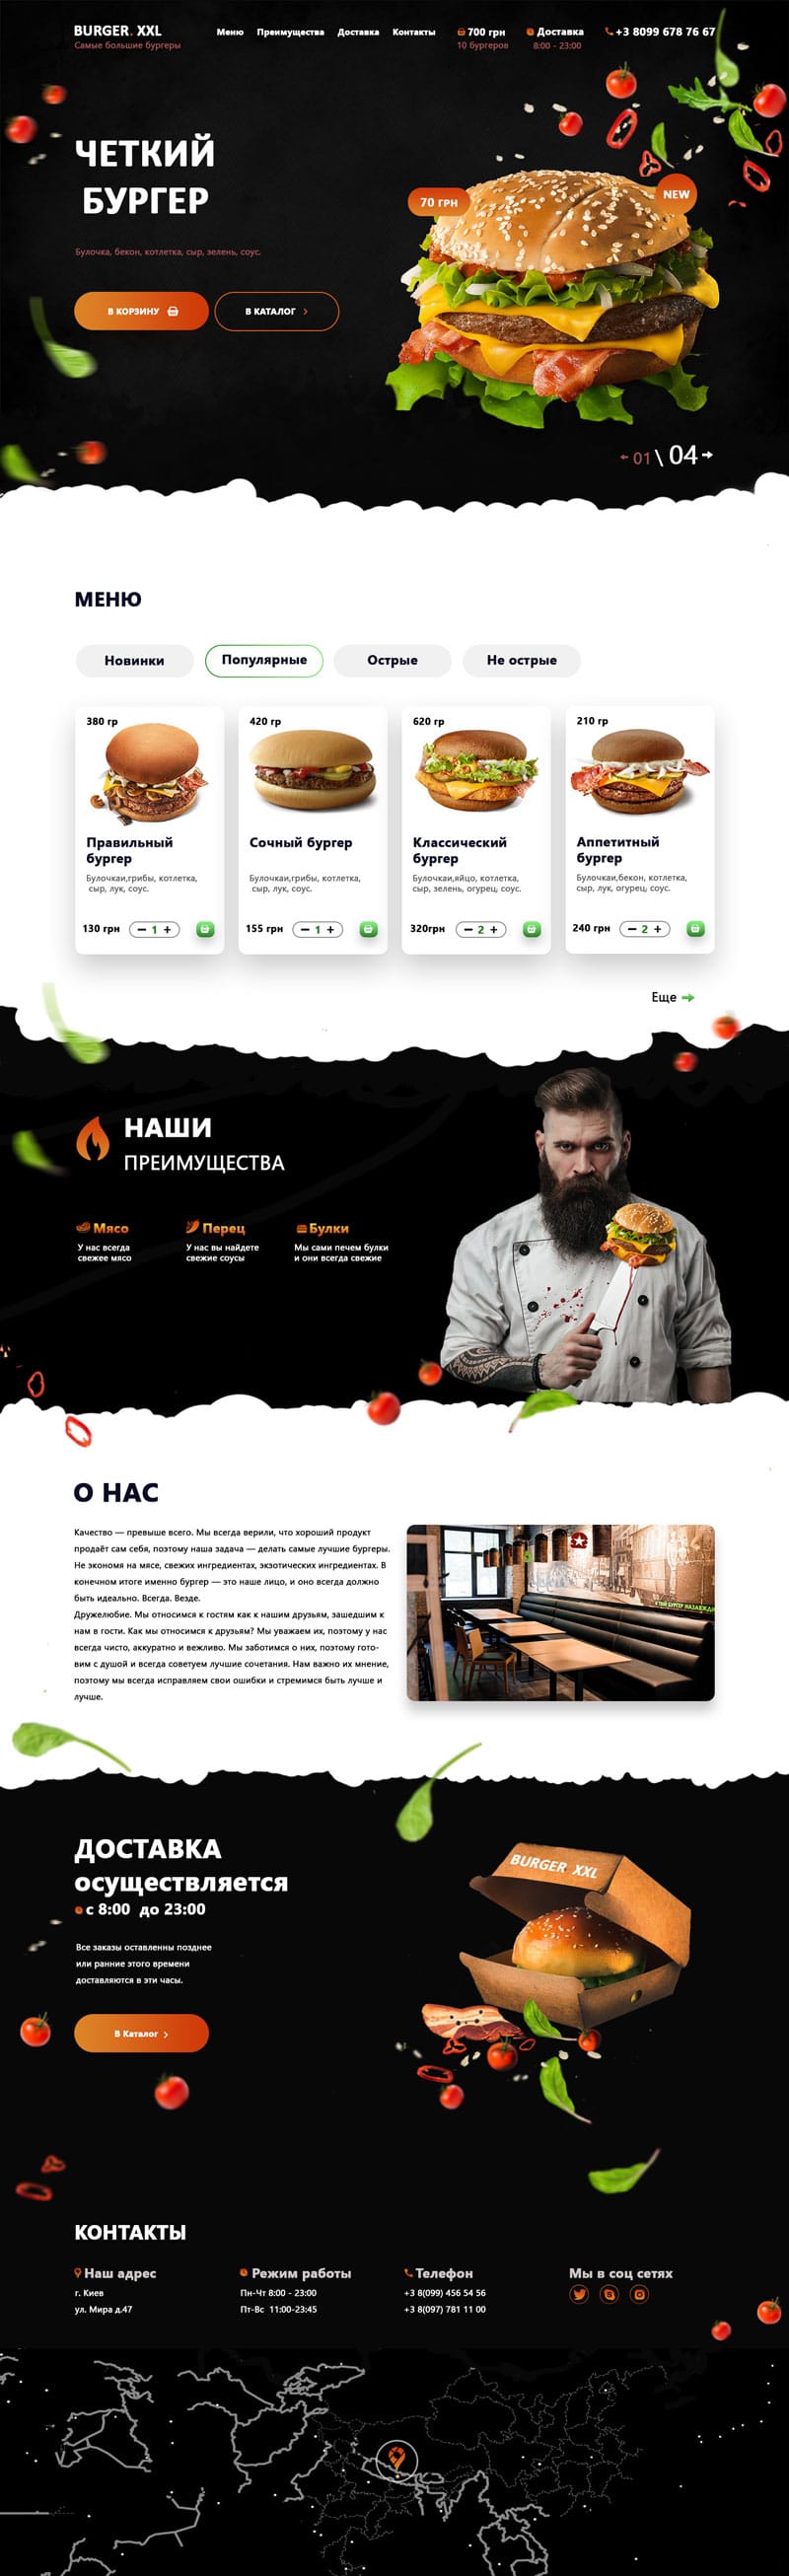 BURGER. XXL
Самые большие бургеры
Меню Преимущества Доставка Контакты
700 грн
10 бургеров
Доставка
8:00 - 23:00
+3 8099 678 76 67
ЧЕТКИЙ
БУРГЕР
70 ГРН
NEW
Булочка, бекон, котлетка, сыр, зелень, соус.
В КОРЗИНУ
В КАТАЛОГ
01 \ 04
МЕНЮ
Новинки Популярные Острые Не острые
380 гр
Правильный
бургер
Булочкаи,грибы, котлетка,
сыр, лук, соус.
130 грн 1
420 гр
Сочный бургер
Булочкаи,грибы, котлетка,
сыр, лук, соус.
155 грн 1
620 гр
Классический
бургер
Булочкаи,яйцо, котлетка,
сыр, зелень, огурец, соус.
320грн 2
210 гр
Аппетитный
бургер
Булочкаи,бекон, котлетка,
сыр, лук, огурец, соус.
240 грн 2
Еще
НАШИ
ПРЕИМУЩЕСТВА
Мясо
У нас всегда
свежее мясо
Перец
У нас вы найдете
свежие соусы
Булки
Мы сами печем булки
и они всегда свежие
О НАС
Качество — превыше всего. Мы всегда верили, что хороший продукт
продаёт сам себя, поэтому наша задача — делать самые лучшие бургеры.
Не экономя на мясе, свежих ингредиентах, экзотических ингредиентах. В
конечном итоге именно бургер — это наше лицо, и оно всегда должно
быть идеально. Всегда. Везде.
Дружелюбие. Мы относимся к гостям как к нашим друзьям, зашедшим к
нам в гости. Как мы относимся к друзьям? Мы уважаем их, поэтому у нас
всегда чисто, аккуратно и вежливо. Мы заботимся о них, поэтому гото-
вим с душой и всегда советуем лучшие сочетания. Нам важно их мнение,
поэтому мы всегда исправляем свои ошибки и стремимся быть лучше и
лучше.
ДОСТАВКА
осуществляется
с 8:00 до 23:00
Все заказы оставленны позднее
или ранние этого времени
доставляются в эти часы.
В Каталог
BURGER XXL
КОНТАКТЫ
Наш адрес
г. Киев
ул. Мира д.47
Режим работы
Пн-Чт 8:00 - 23:00
Пт-Вс 11:00-23:45
Телефон
+3 8(099) 456 54 56
+3 8(097) 781 11 00
Мы в соц сетях